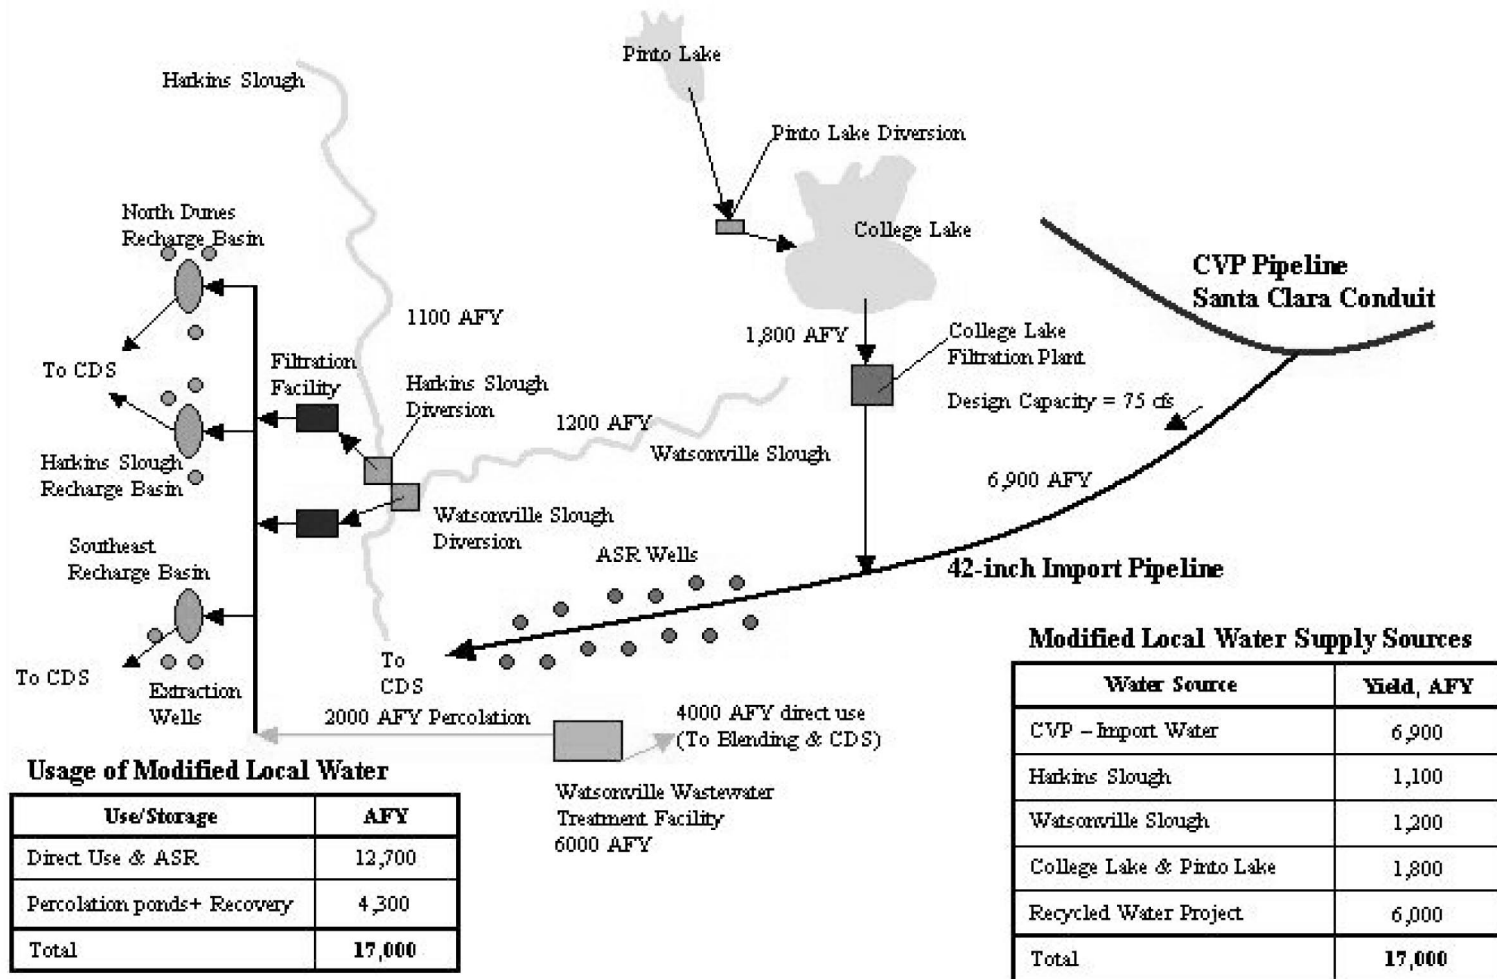 Pinto Lake
Harkins Slough
Pinto Lake Diversion
North Dunes
Recharge Basin
College Lake
CVP Pipeline
Santa Clara Conduit
1100 AFY
1,800 AFY
College Lake
Filtration Plant
To CDS
Filtration
Facility
Harkins Slough
Diversion
Design Capacity = 75 cfs
1200 AFY
Watsonville Slough
Harkins Slough
Recharge Basin
6,900 AFY
Watsonville Slough
Diversion
Southeast
Recharge Basin
ASR Wells
42-inch Import Pipeline
To CDS
To
CDS
Extraction
Wells
2000 AFY Percolation
4000 AFY direct use
(To Blending & CDS)
Watsonville Wastewater
Treatment Facility
6000 AFY
Usage of Modified Local Water
Use/Storage AFY
Direct Use & ASR 12,700
Percolation ponds+ Recovery 4,300
Total 17,000
Modified Local Water Supply Sources
Water Source Yield, AFY
CVP – Import Water 6,900
Harkins Slough 1,100
Watsonville Slough 1,200
College Lake & Pinto Lake 1,800
Recycled Water Project 6,000
Total 17,000